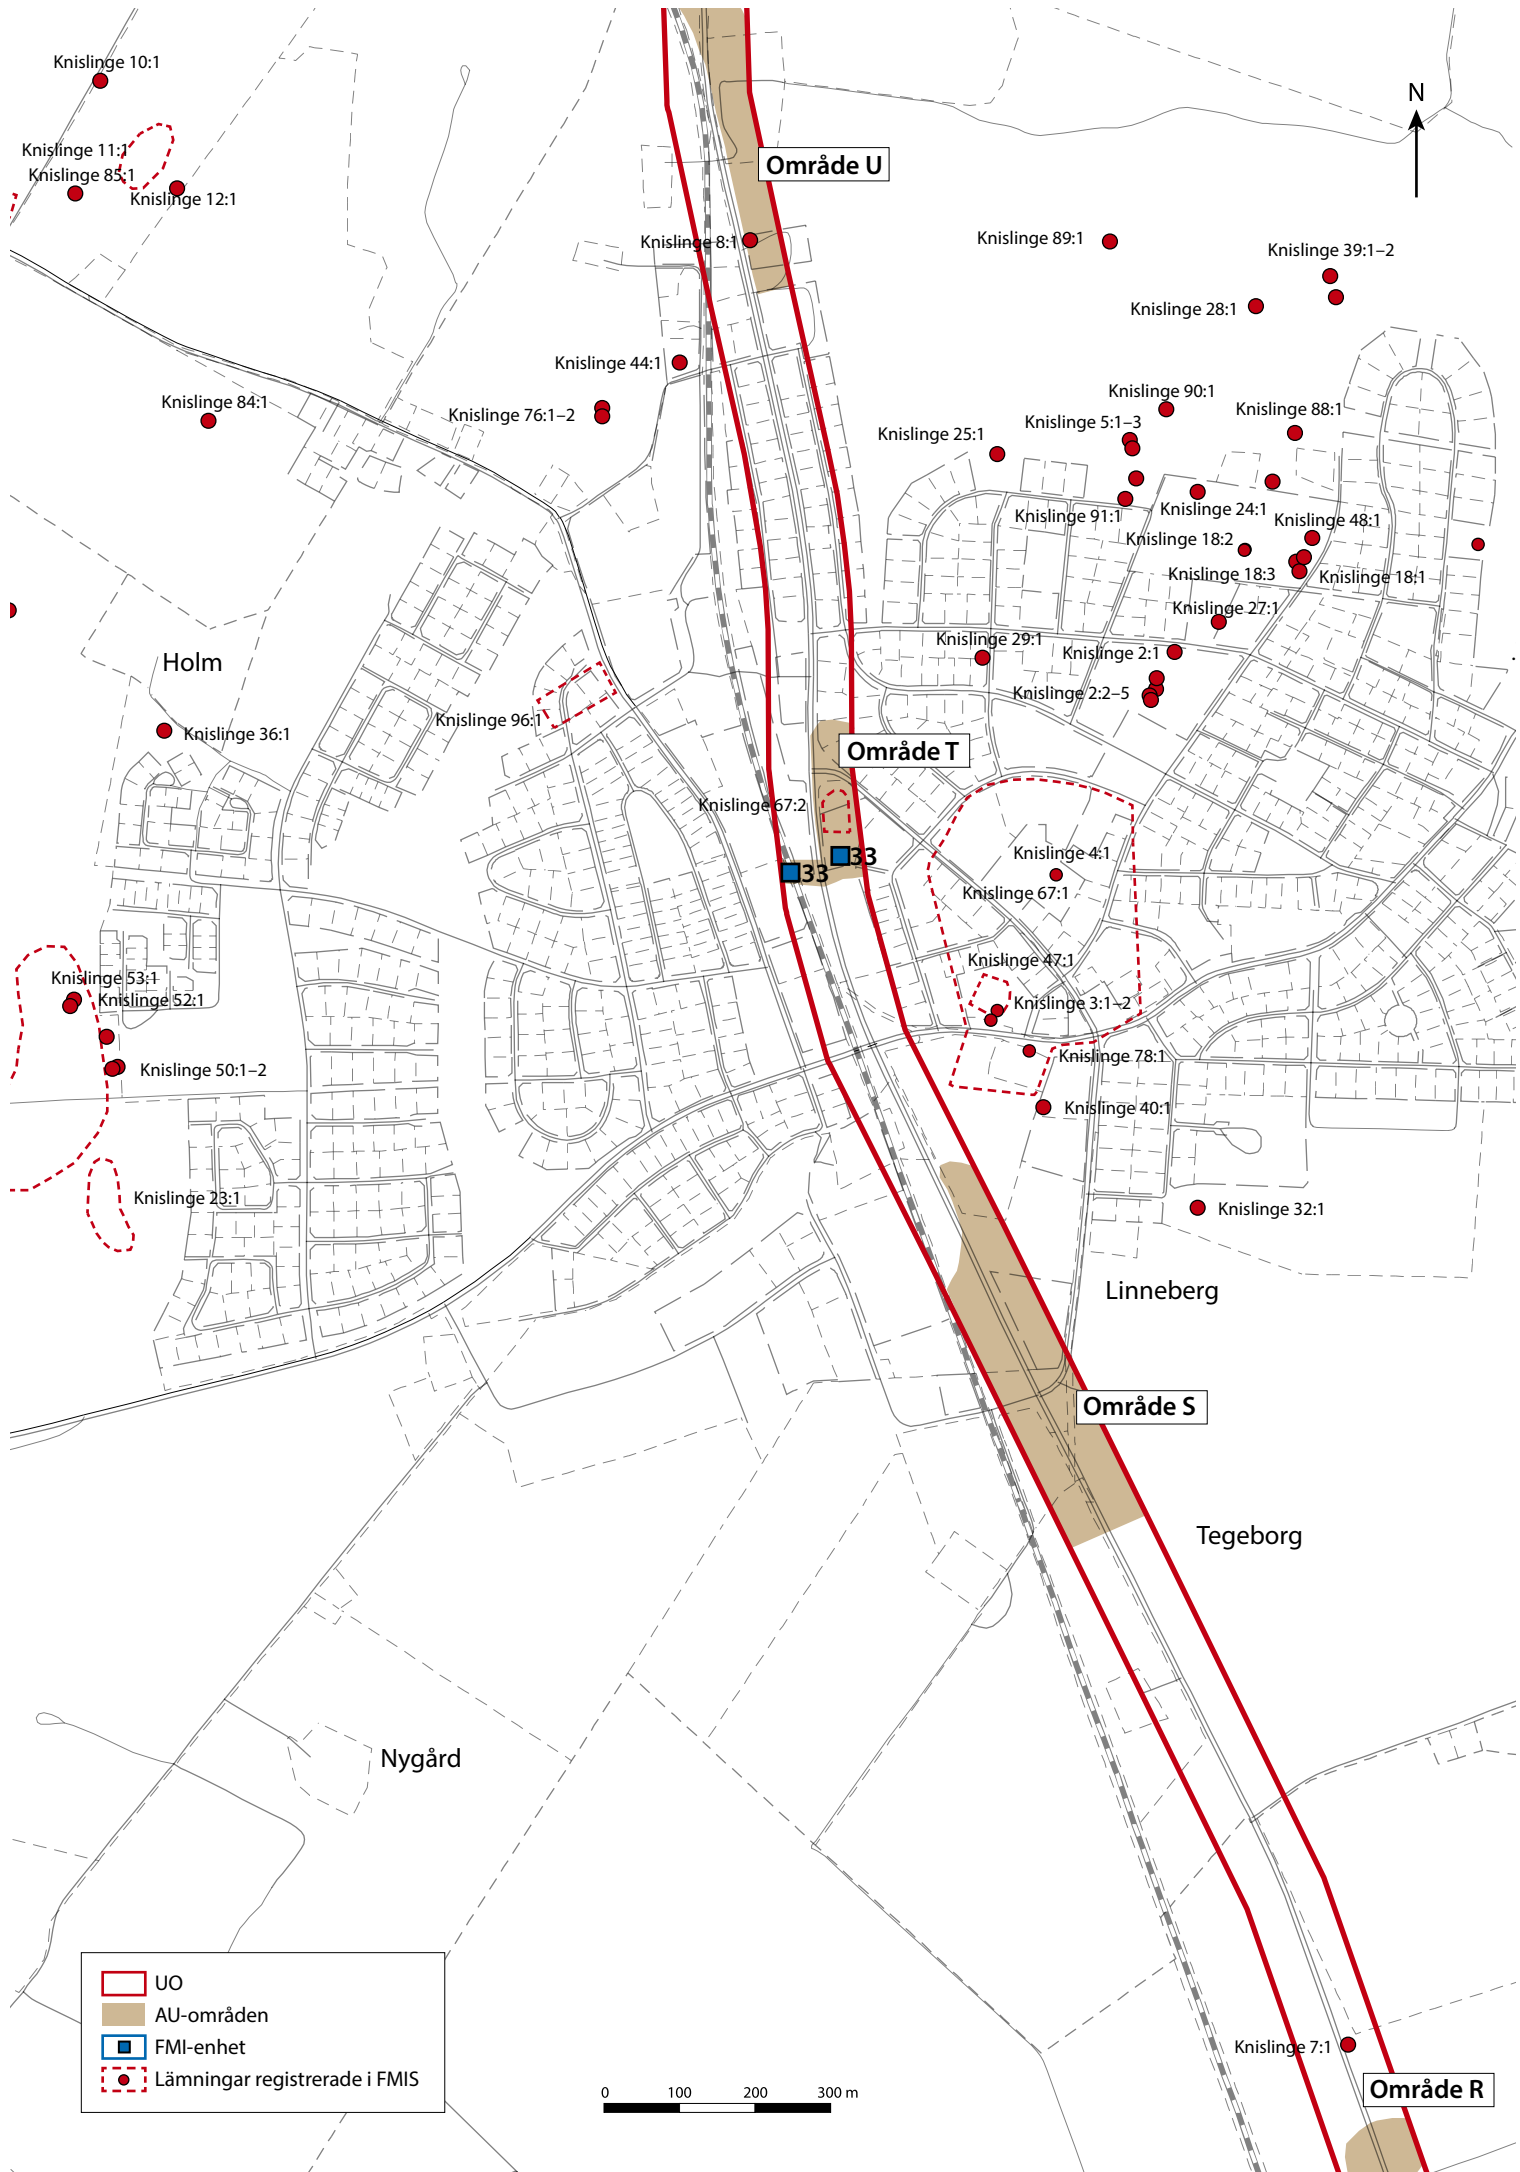 Knislinge 10:1
N
Knislinge 11:1
Område U
Knislinge 85:1
Knislinge 12:1
Knislinge 8:1
Knislinge 89:1
Knislinge 39:1–2
Knislinge 28:1
Knislinge 44:1
Knislinge 84:1
Knislinge 76:1–2
Knislinge 90:1
Knislinge 88:1
Knislinge 5:1–3
Knislinge 25:1
Knislinge 91:1
Knislinge 24:1
Knislinge 48:1
Knislinge 18:2
Knislinge 18:3
Knislinge 18:1
Knislinge 27:1
Knislinge 29:1
Knislinge 2:1
Holm
Knislinge 2:2–5
Knislinge 96:1
Knislinge 36:1
Område T
Knislinge 67:2
33
33
Knislinge 4:1
Knislinge 67:1
Knislinge 47:1
Knislinge 53:1
Knislinge 52:1
Knislinge 3:1–2
Knislinge 78:1
Knislinge 50:1–2
Knislinge 40:1
Knislinge 23:1
Knislinge 32:1
Linneberg
Område S
Tegeborg
Nygård
UO
AU-områden
FMI-enhet
Lämningar registrerade i FMIS
0 100 200 300 m
Knislinge 7:1
Område R